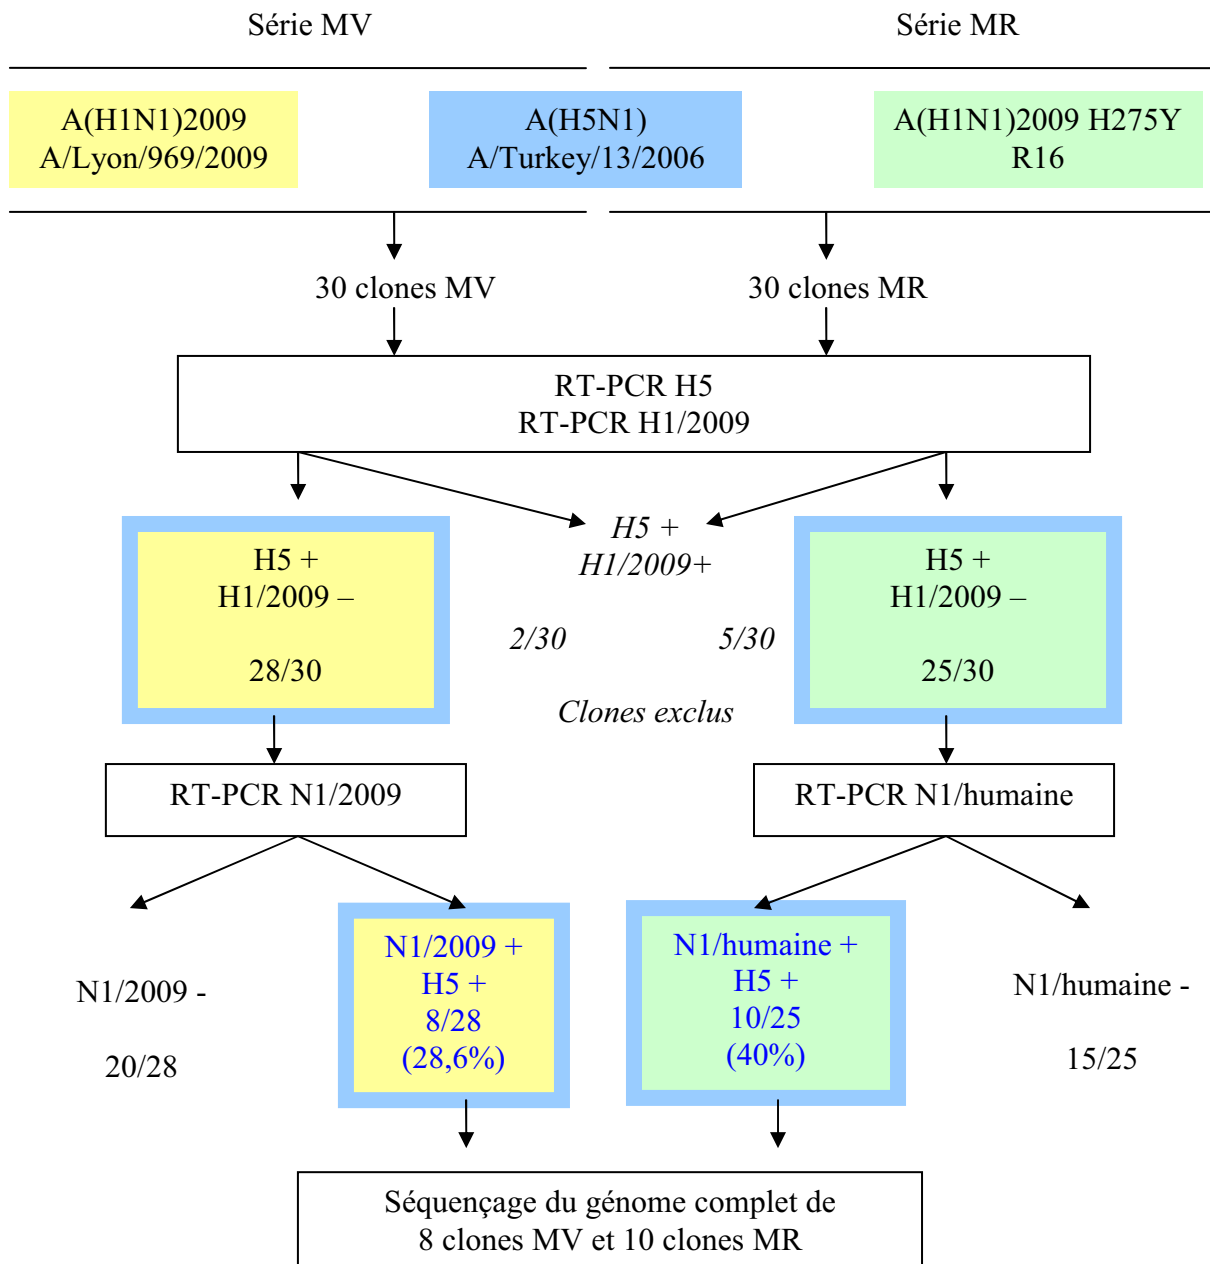 Série MV
Série MR
A(H1N1)2009
A/Lyon/969/2009
A(H5N1)
A/Turkey/13/2006
A(H1N1)2009 H275Y
R16
30 clones MV
30 clones MR
RT-PCR H5
RT-PCR H1/2009
H5 +
H1/2009 –
28/30
H5 +
H1/2009+
2/30
5/30
Clones exclus
H5 +
H1/2009 –
25/30
RT-PCR N1/2009
RT-PCR N1/humaine
N1/2009 -
20/28
N1/2009 +
H5 +
8/28
(28,6%)
N1/humaine +
H5 +
10/25
(40%)
N1/humaine -
15/25
Séquençage du génome complet de
8 clones MV et 10 clones MR